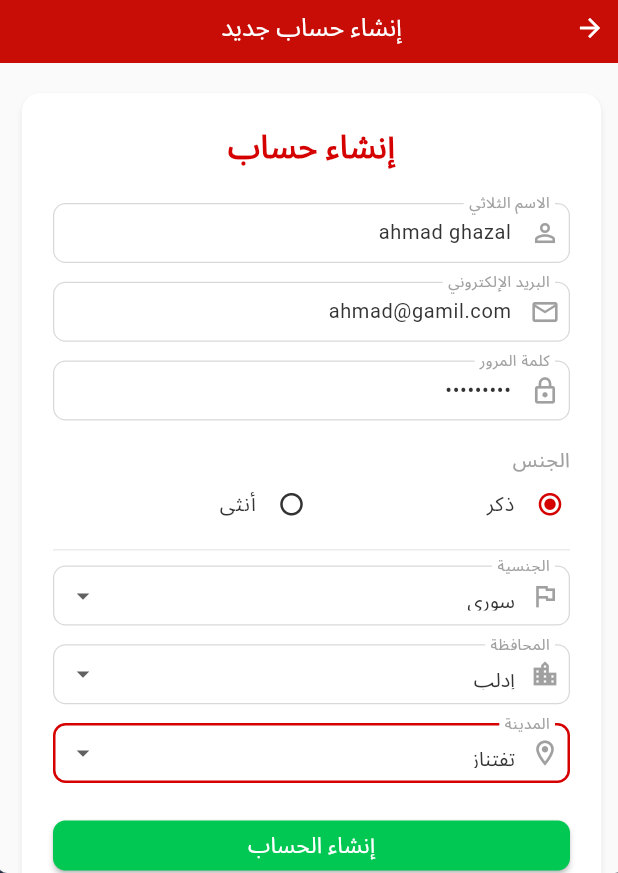 إنشاء حساب جديد
إنشاء حساب
الاسم الثلاثي
ahmad ghazal
البريد الإلكتروني
ahmad@gamil.com
كلمة المرور
•••••••••
الجنس
ذكر
أنثى
الجنسية
سوري
المحافظة
إدلب
المدينة
تفتناز
إنشاء الحساب